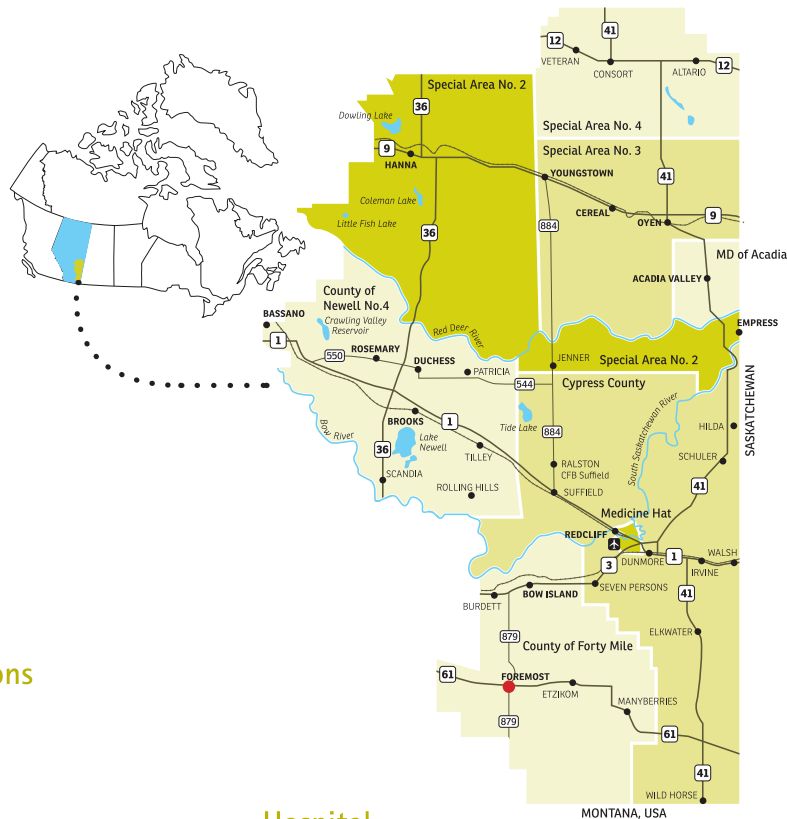 41
12
VETERAN
CONSORT
ALTARIO
12
Special Area No. 2
36
Dowling Lake
Special Area No. 4
9
HANNA
Special Area No. 3
YOUNGSTOWN
41
Coleman Lake
CEREAL
9
OYEN
Little Fish Lake
36
884
MD of Acadia
ACADIA VALLEY
County of
Newell No.4
BASSANO
Crawling Valley
Reservoir
Red Deer
River
EMPRESS
1
550
ROSEMARY
DUCHESS
PATRICIA
JENNER
Special Area No. 2
544
Cypress County
SASKATCHEWAN
BROOKS
1
Tide Lake
South Saskatchewan River
Bow River
Lake
Newell
884
HILDA
36
TILLEY
SCHULER
SCANDIA
RALSTON
CFB Suffield
ROLLING HILLS
SUFFIELD
41
Medicine Hat
REDCLIFF
DUNMORE
1
WALSH
IRVINE
3
SEVEN PERSONS
BOW ISLAND
BURDETT
41
879
ELKWATER
County of Forty Mile
ons
61
FOREMOST
ETZIKOM
MANYBERRIES
879
61
41
WILD HORSE
MONTANA, USA
Hospital